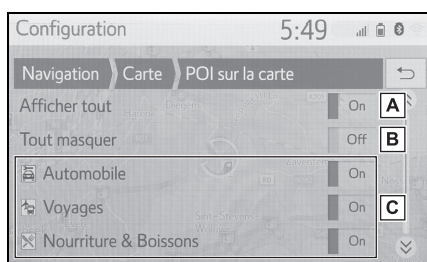 Configuration 5:49
Navigation Carte POI sur la carte
Afficher tout On A
Tout masquer Off B
Automobile On
Voyages On C
Nourriture & Boissons On